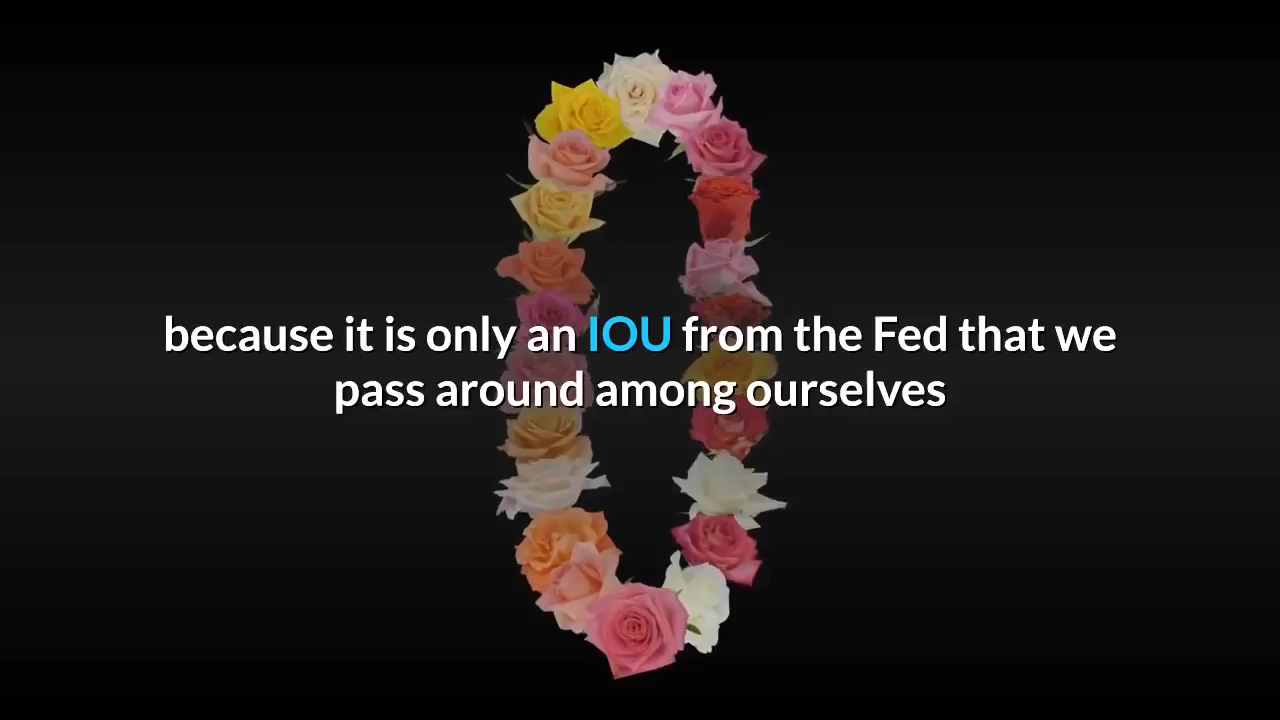 because it is only an IOU from the Fed that we
pass around among ourselves